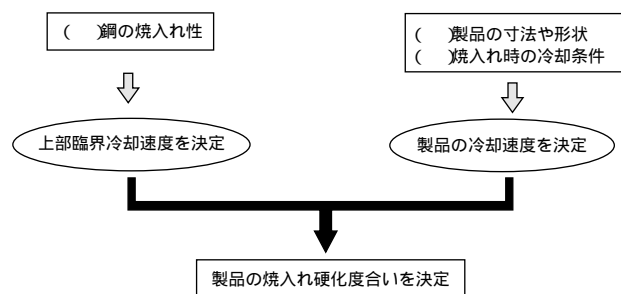 (　)鋼の焼入れ性
(　)製品の寸法や形状
(　)焼入れ時の冷却条件
上部臨界冷却速度を決定
製品の冷却速度を決定
製品の焼入れ硬化度合いを決定